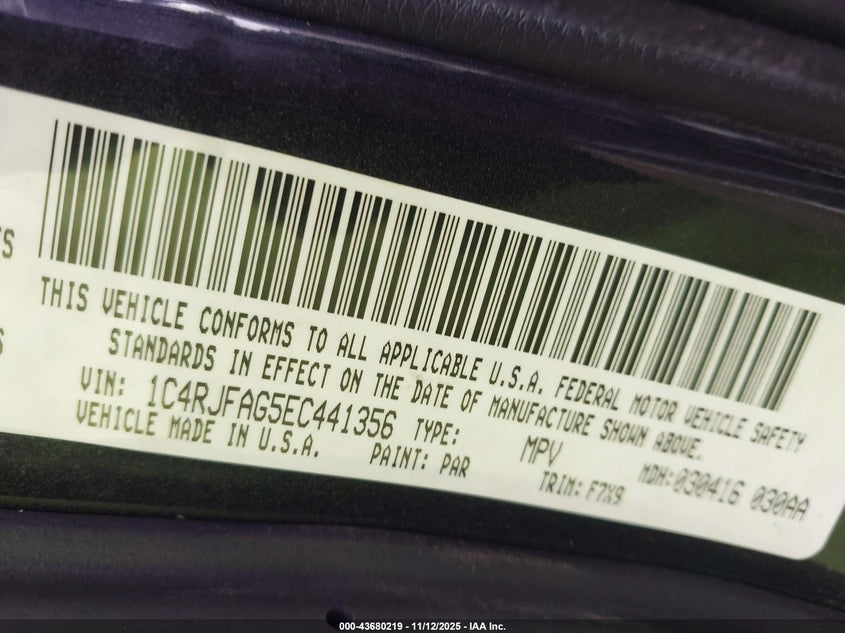 THIS VEHICLE CONFORMS TO ALL APPLICABLE U.S.A. FEDERAL MOTOR VEHICLE SAFETY
STANDARDS IN EFFECT ON THE DATE OF MANUFACTURE SHOWN ABOVE.
VIN: 1C4RJFAG5EC441356 TYPE: MPV MDH:030416 030AA
VEHICLE MADE IN U.S.A. PAINT: PAR TRIM: F7X9
000-43680219 - 11/12/2025 - IAA Inc.